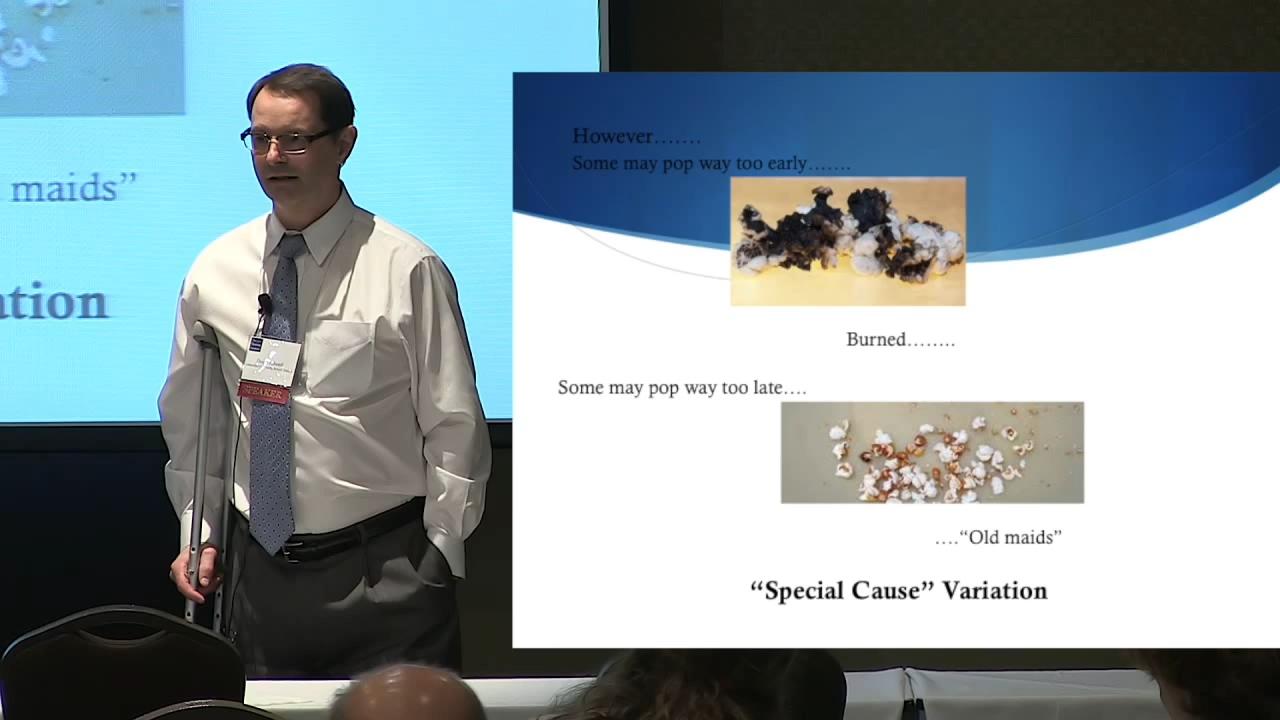 maids”
ation
SPEAKER
However.......
Some may pop way too early.......
Burned........
Some may pop way too late....
....“Old maids”
“Special Cause” Variation